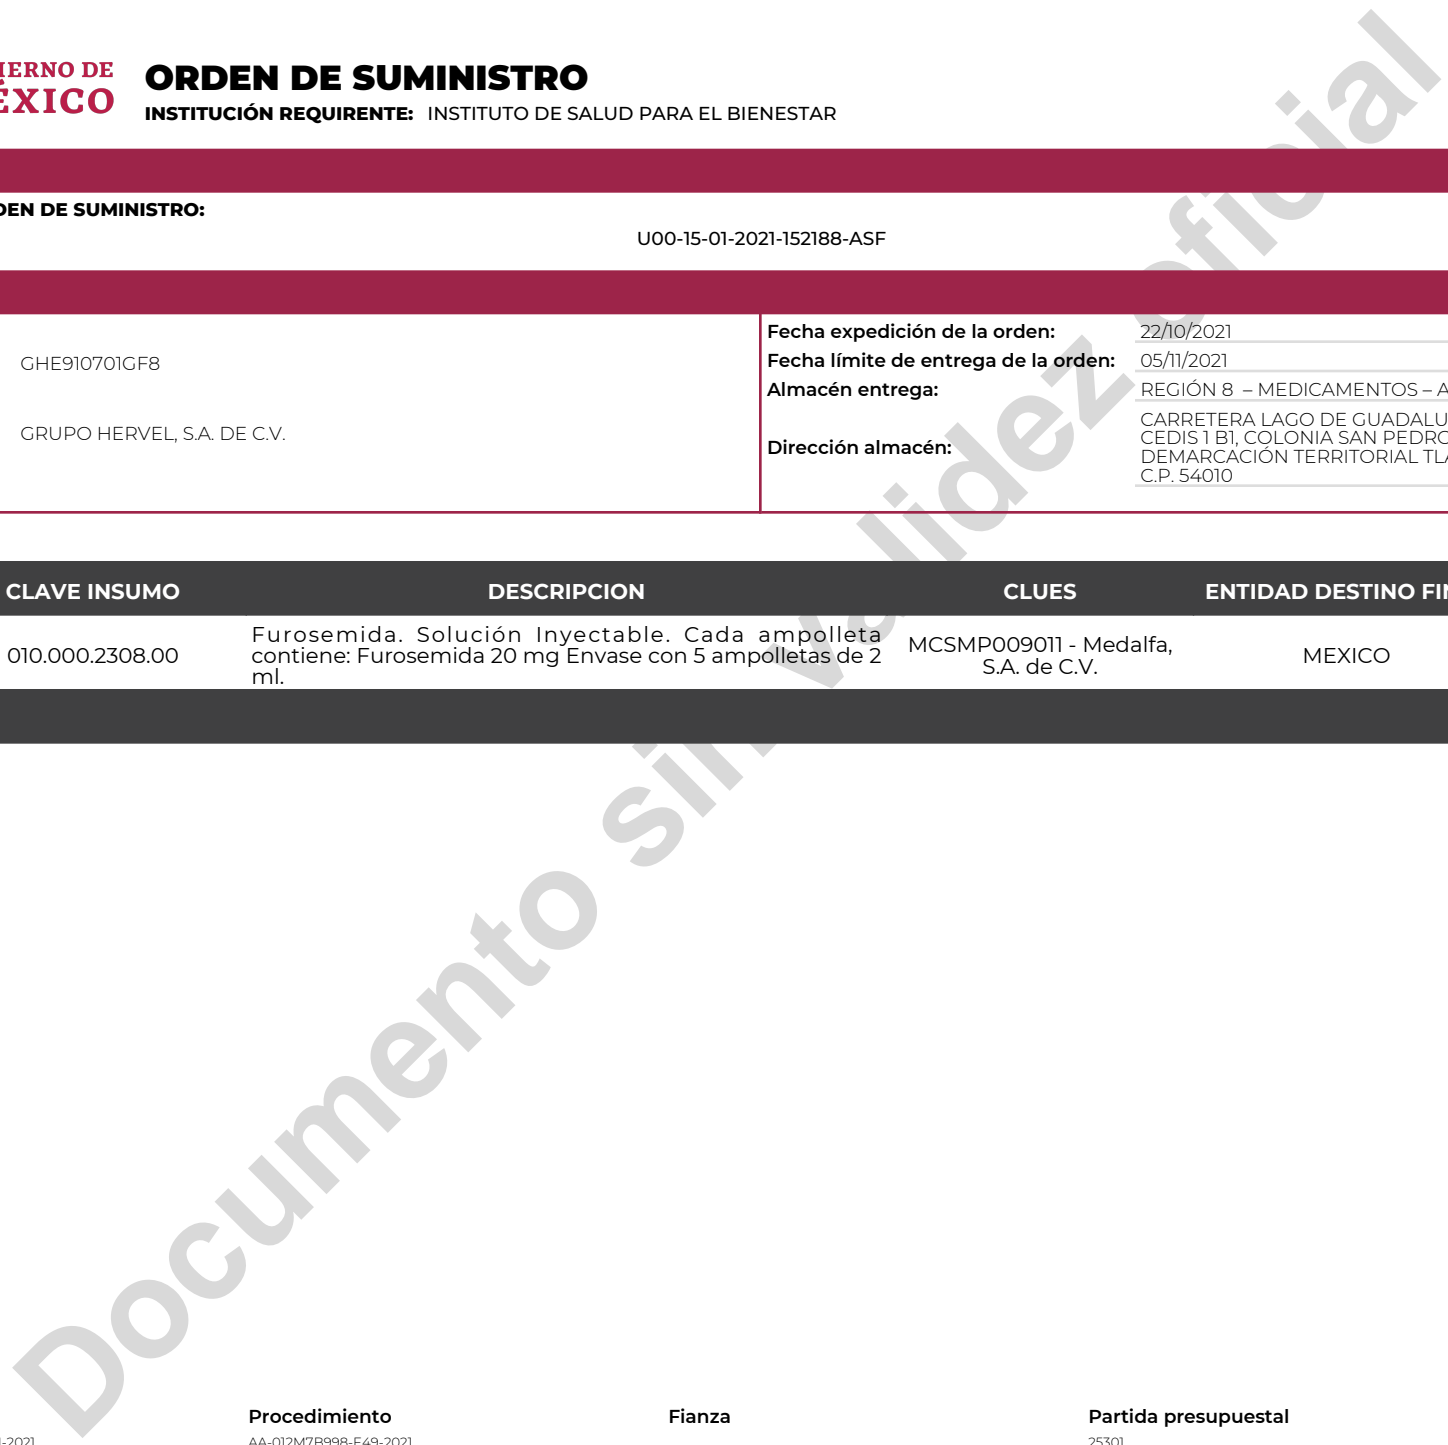 ORDEN DE SUMINISTRO
INSTITUCIÓN REQUIRENTE: INSTITUTO DE SALUD PARA EL BIENESTAR
DE
DE SUMINISTRO:
U00-15-01-2021-152188-ASF
GHE910701GF8
GRUPO HERVEL, S.A. DE C.V.
Fecha expedición de la orden: 22/10/2021
Fecha límite de entrega de la orden: 05/11/2021
Almacén entrega: REGIÓN 8 – MEDICAMENTOS –
Dirección almacén:
CARRETERA LAGO DE
CEDIS 1 B1, COLONIA SAN
DEMARCACIÓN TERRITORIAL
C.P. 54010
CLAVE INSUMO DESCRIPCION CLUES ENTIDAD DESTINO
010.000.2308.00
Furosemida. Solución Inyectable. Cada ampolleta
contiene: Furosemida 20 mg Envase con 5 ampolletas de 2
ml.
MCSMP009011 - Medalfa,
S.A. de C.V.
MEXICO
Documento sin validez oficial
Procedimiento Fianza Partida presupuestal